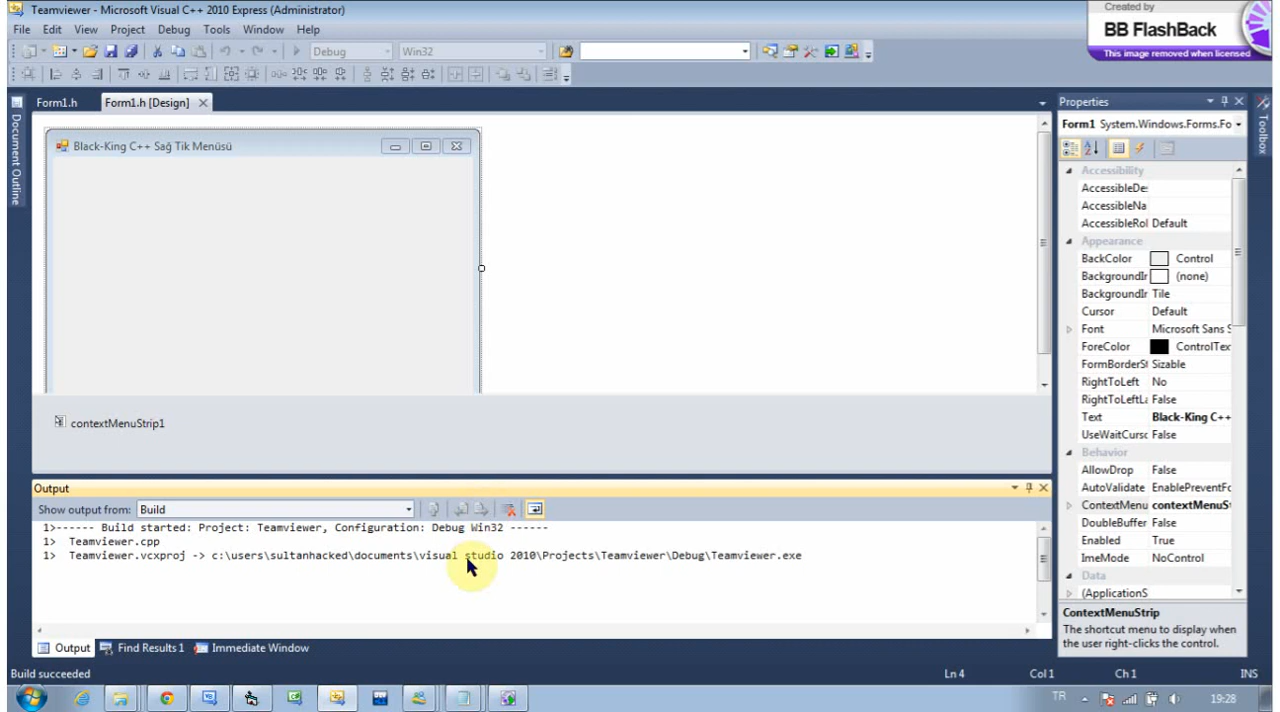 Teamviewer - Microsoft Visual C++ 2010 Express (Administrator)
Created by
BB FlashBack
This image removed when licensed
File Edit View Project Debug Tools Window Help
Debug Win32
Form1.h Form1.h [Design]
Document Outline
Toolbox
Black-King C++ Sağ Tik Menüsü
contextMenuStrip1
Properties
Form1 System.Windows.Forms.Fo
Accessibility
AccessibleDe
AccessibleNa
AccessibleRol Default
Appearance
BackColor Control
BackgroundIr (none)
BackgroundIr Tile
Cursor Default
Font Microsoft Sans S
ForeColor ControlTex
FormBorderSt Sizable
RightToLeft No
RightToLeftLa False
Text Black-King C++
UseWaitCurso False
Behavior
AllowDrop False
AutoValidate EnablePreventFo
ContextMenu contextMenuS
DoubleBuffer False
Enabled True
ImeMode NoControl
Data
(ApplicationS
ContextMenuStrip
The shortcut menu to display when
the user right-clicks the control.
Output
Show output from: Build
1>------ Build started: Project: Teamviewer, Configuration: Debug Win32 ------
1> Teamviewer.cpp
1> Teamviewer.vcxproj -> c:\users\sultanhacked\documents\visual studio 2010\Projects\Teamviewer\Debug\Teamviewer.exe
Output Find Results 1 Immediate Window
Build succeeded Ln 4 Col 1 Ch 1 INS
TR 19:28